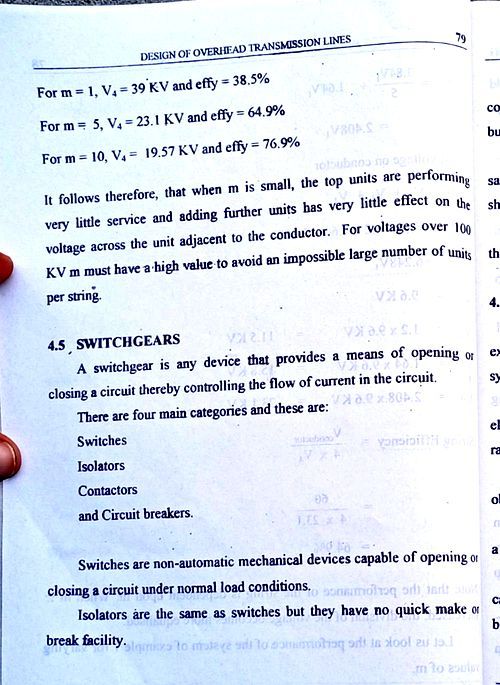 DESIGN OF OVERHEAD TRANSMISSION LINES 79
For m = 1, V4 = 39 KV and effy = 38.5%
For m = 5, V4 = 23.1 KV and effy = 64.9%
For m = 10, V4 = 19.57 KV and effy = 76.9%
It follows therefore, that when m is small, the top units are performing
very little service and adding further units has very little effect on the
voltage across the unit adjacent to the conductor. For voltages over 100
KV m must have a high value to avoid an impossible large number of units
per string.
4.5 SWITCHGEARS
A switchgear is any device that provides a means of opening or
closing a circuit thereby controlling the flow of current in the circuit.
There are four main categories and these are:
Switches
Isolators
Contactors
and Circuit breakers.
Switches are non-automatic mechanical devices capable of opening or
closing a circuit under normal load conditions.
Isolators are the same as switches but they have no quick make or
break facility.